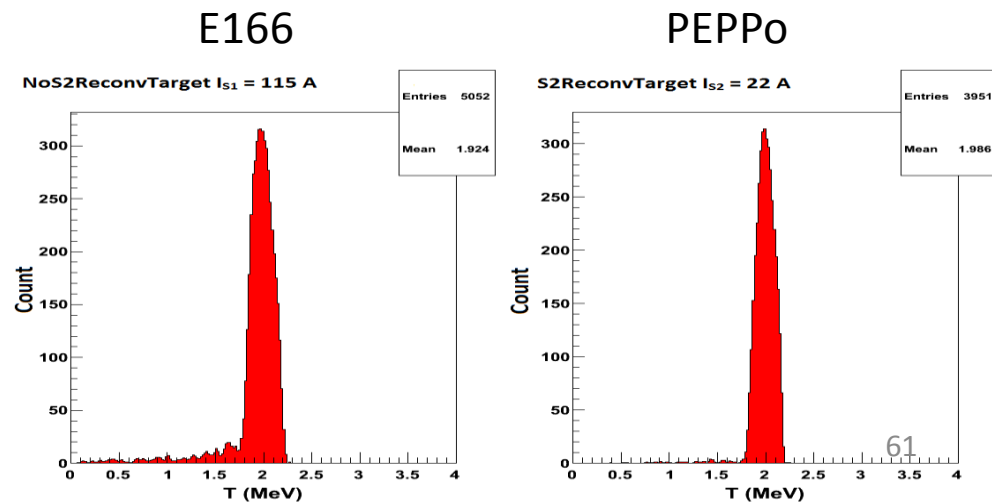 E166
NoS2ReconvTarget I_S1 = 115 A
Entries 5052
Mean 1.924
300
250
200
150
100
50
0
Count
0 0.5 1 1.5 2 2.5 3 3.5 4
T (MeV)
PEPPo
S2ReconvTarget I_S2 = 22 A
Entries 3951
Mean 1.986
300
250
200
150
100
50
0
Count
0 0.5 1 1.5 2 2.5 3 3.5 4
T (MeV)
61